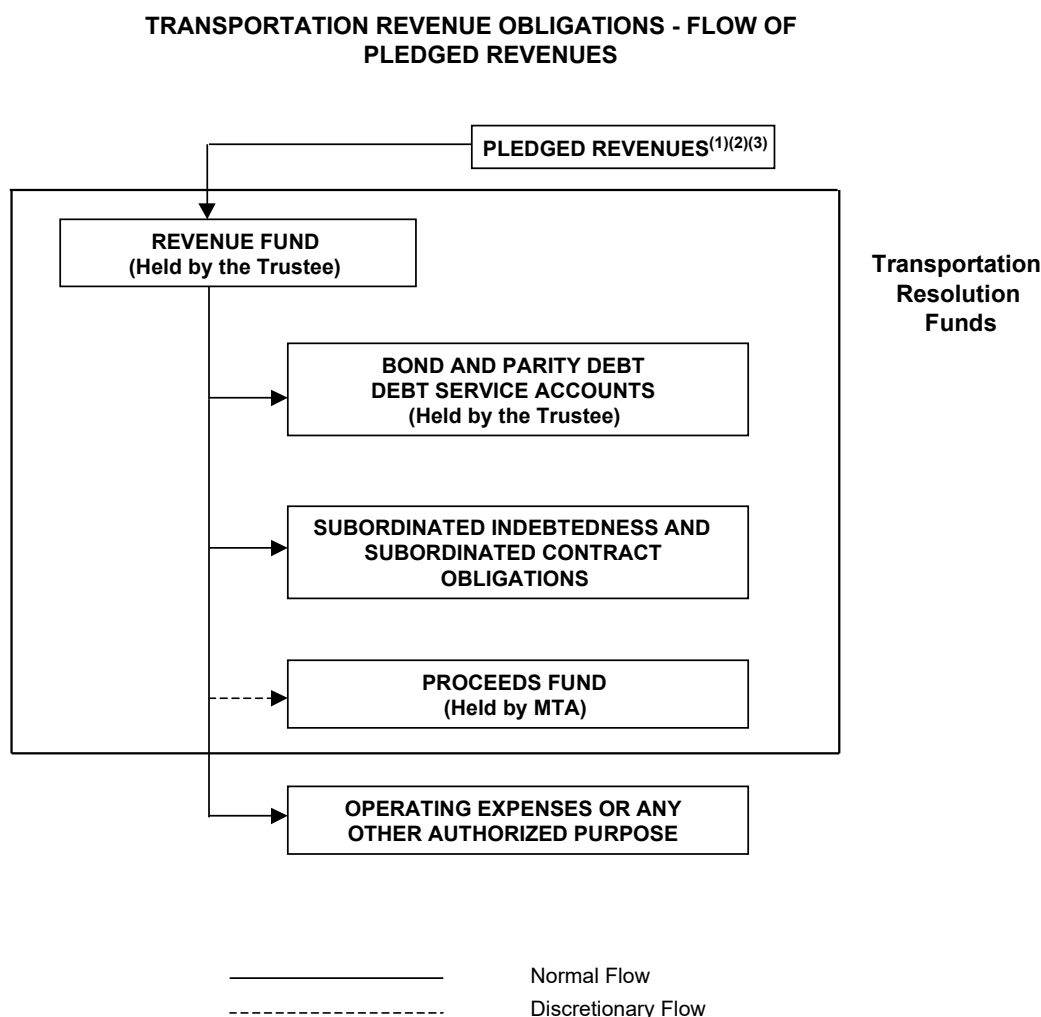 TRANSPORTATION REVENUE OBLIGATIONS - FLOW OF
PLEDGED REVENUES
PLEDGED REVENUES(1)(2)(3)
REVENUE FUND
(Held by the Trustee)
Transportation
Resolution
Funds
BOND AND PARITY DEBT
DEBT SERVICE ACCOUNTS
(Held by the Trustee)
SUBORDINATED INDEBTEDNESS AND
SUBORDINATED CONTRACT
OBLIGATIONS
PROCEEDS FUND
(Held by MTA)
OPERATING EXPENSES OR ANY
OTHER AUTHORIZED PURPOSE
Normal Flow
Discretionary Flow